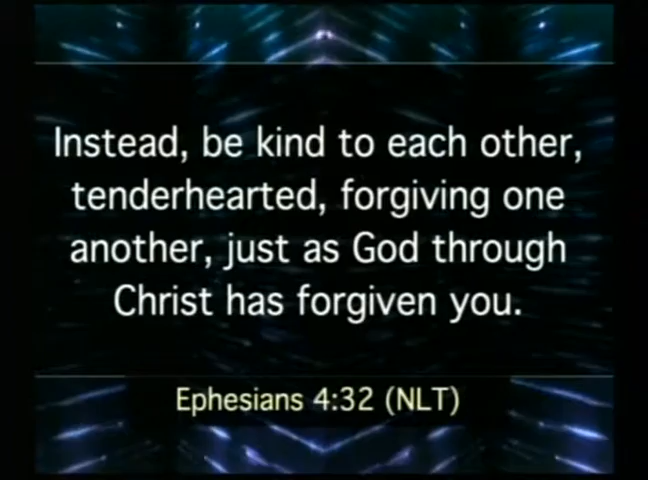 Instead, be kind to each other,
tenderhearted, forgiving one
another, just as God through
Christ has forgiven you.
Ephesians 4:32 (NLT)